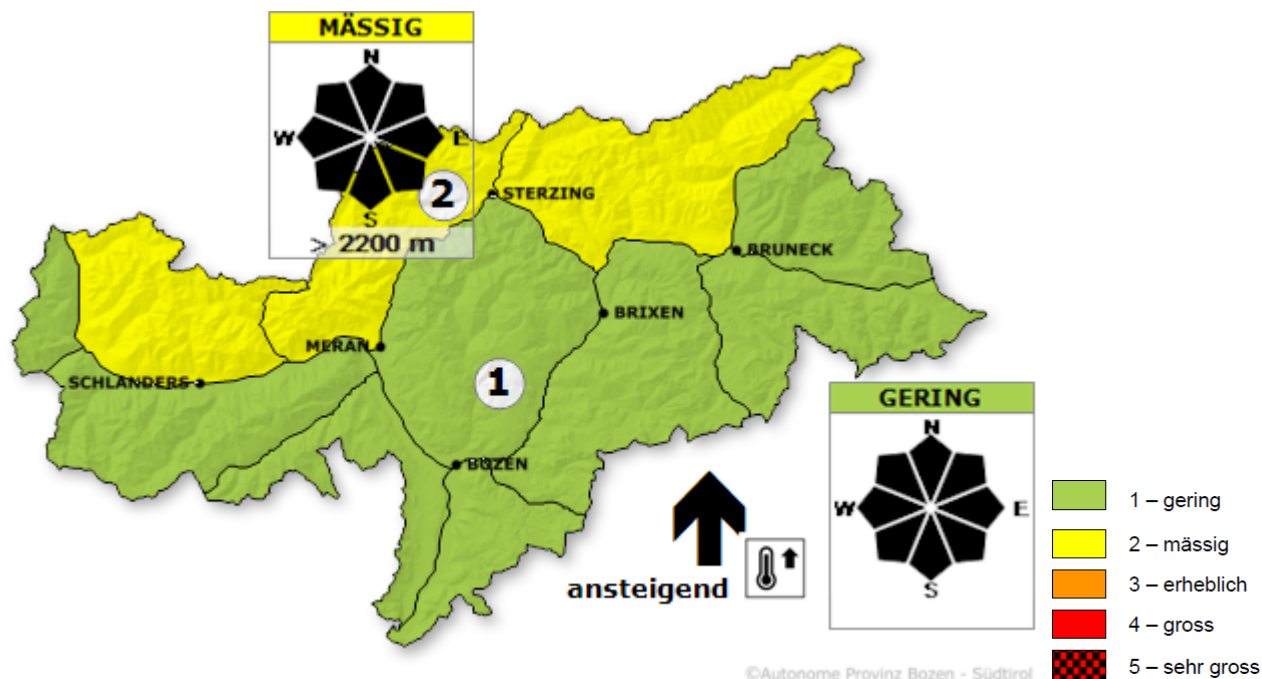 MÄSSIG
N
W E
S
> 2200 m
2
STERZING
BRUNECK
BRIXEN
MERAN
SCHLANDERS
1
BOZEN
GERING
N
W E
S
ansteigend
1 – gering
2 – mässig
3 – erheblich
4 – gross
5 – sehr gross
©Autonome Provinz Bozen - Südtirol